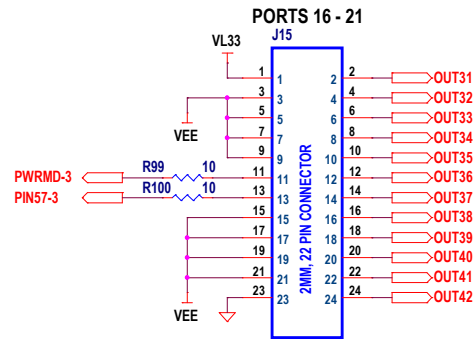 PORTS 16 - 21
J15
VL33
1 1 2 2 OUT31
3 3 4 4 OUT32
5 5 6 6 OUT33
VEE
7 7 8 8 OUT34
9 9 10 10 OUT35
PWRMD-3 R99 10 11 11 12 12 OUT36
PIN57-3 R100 10 13 13 14 14 OUT37
15 15 16 16 OUT38
17 17 18 18 OUT39
19 19 20 20 OUT40
21 21 22 22 OUT41
23 23 24 24 OUT42
VEE
2MM, 22 PIN CONNECTOR